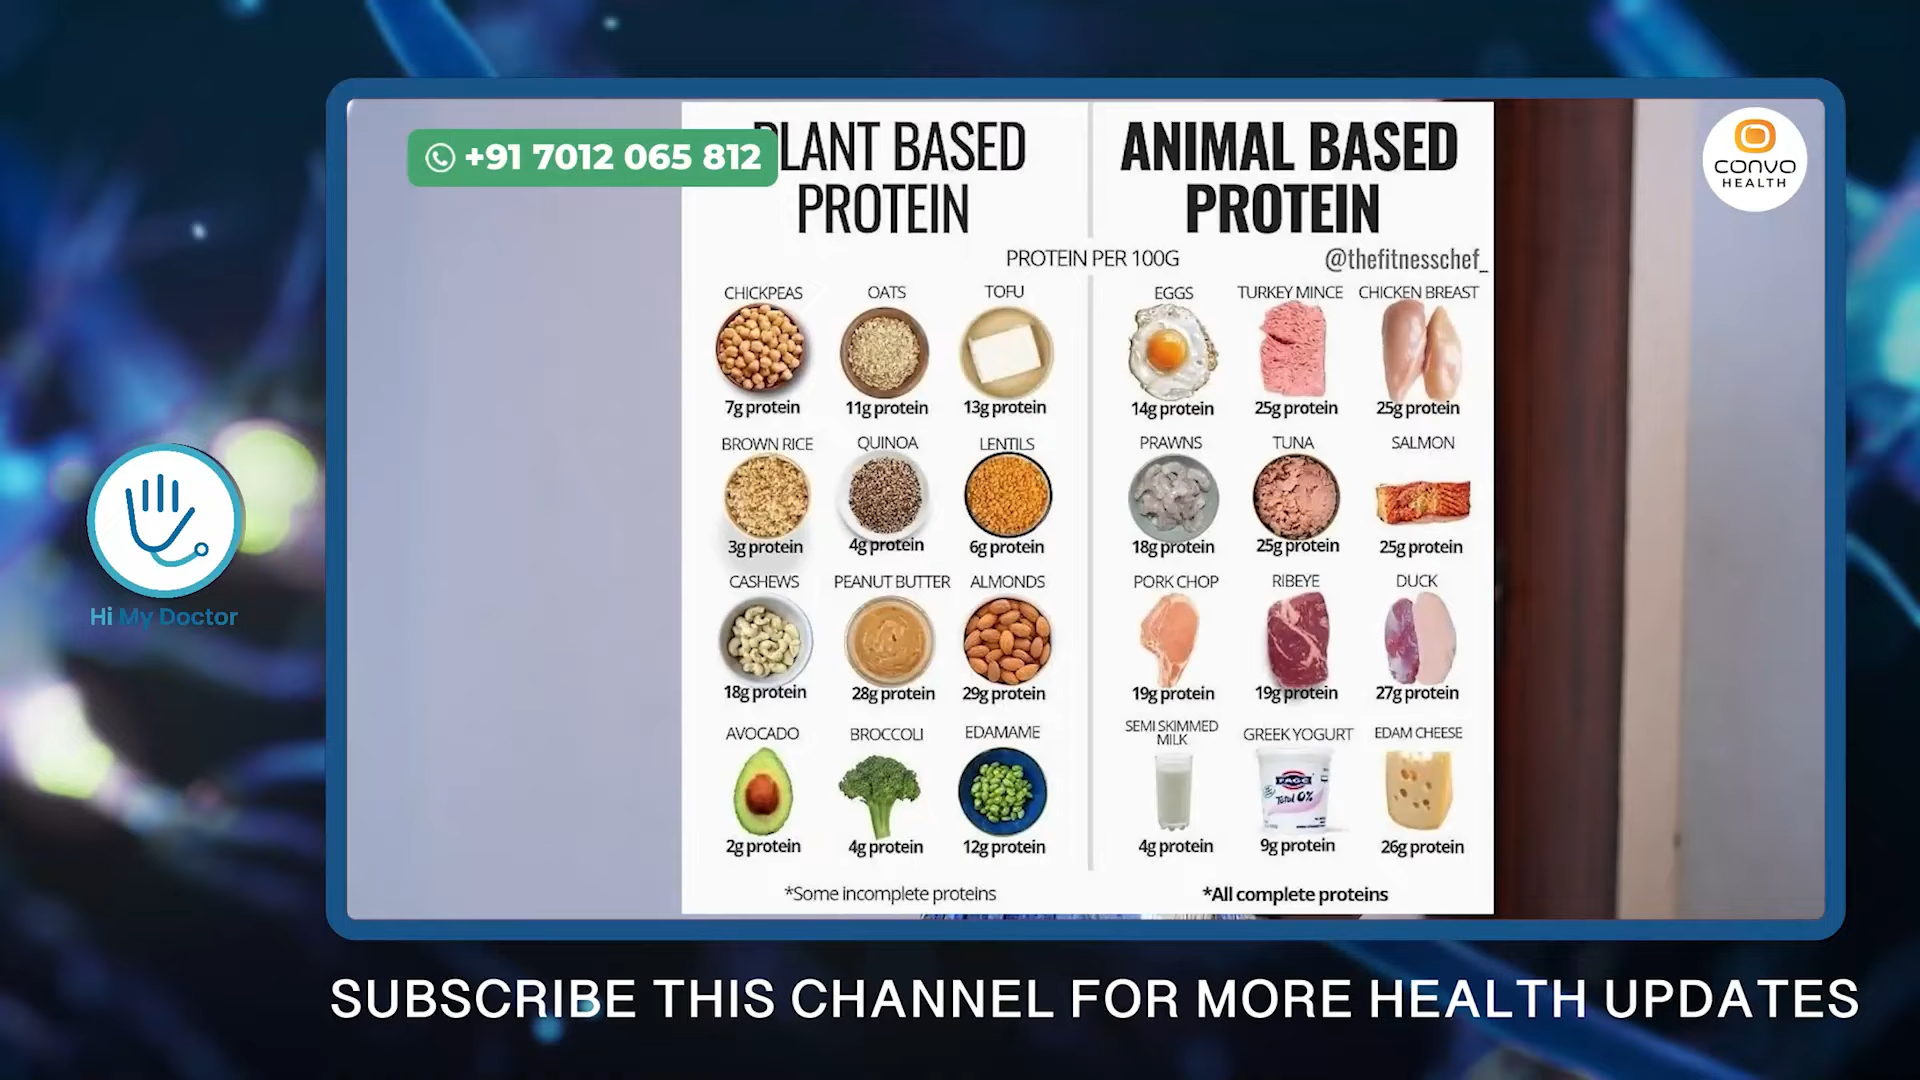 +91 7012 065 812
PLANT BASED
PROTEIN
ANIMAL BASED
PROTEIN
CONVO
HEALTH
PROTEIN PER 100G
@thefitnesschef_
CHICKPEAS OATS TOFU
7g protein 11g protein 13g protein
BROWN RICE QUINOA LENTILS
3g protein 4g protein 6g protein
CASHEWS PEANUT BUTTER ALMONDS
18g protein 28g protein 29g protein
AVOCADO BROCCOLI EDAMAME
2g protein 4g protein 12g protein
*Some incomplete proteins
EGGS TURKEY MINCE CHICKEN BREAST
14g protein 25g protein 25g protein
PRAWNS TUNA SALMON
18g protein 25g protein 25g protein
PORK CHOP RIBEYE DUCK
19g protein 19g protein 27g protein
SEMI SKIMMED
MILK
GREEK YOGURT EDAM CHEESE
FAGE
Total 0%
4g protein 9g protein 26g protein
*All complete proteins
Hi My Doctor
SUBSCRIBE THIS CHANNEL FOR MORE HEALTH UPDATES